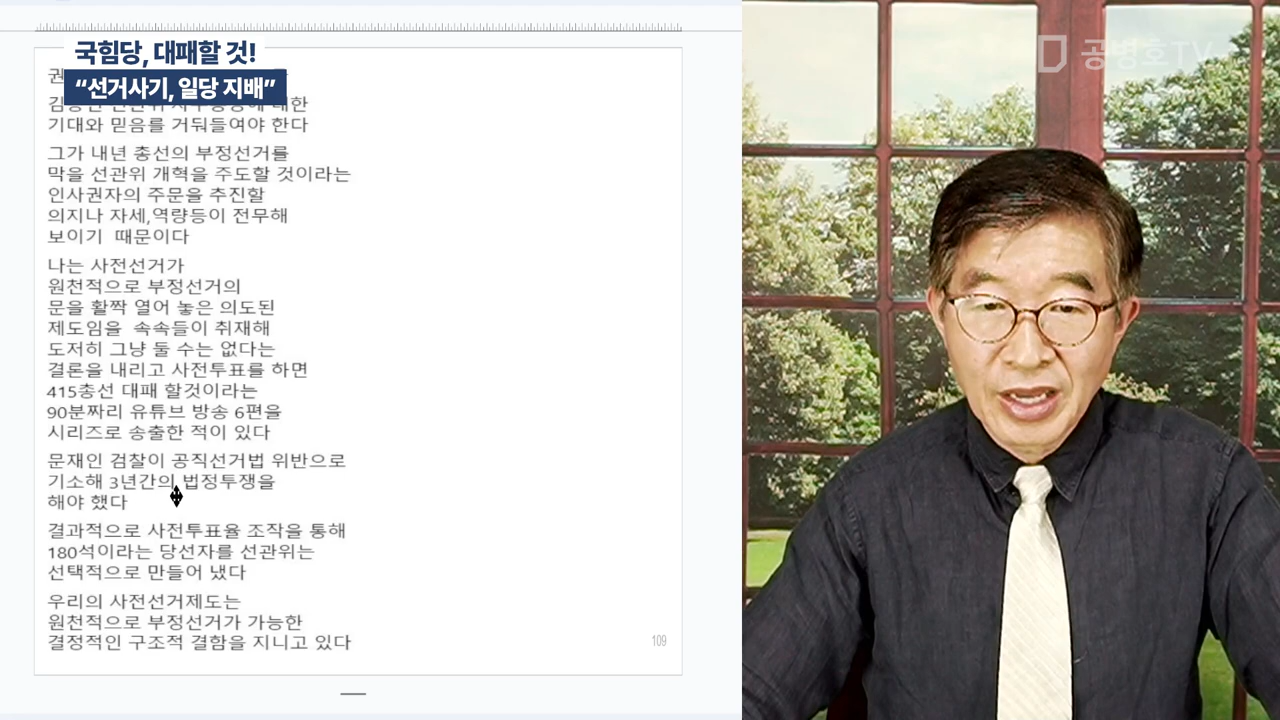 국힘당, 대패할 것!
“선거사기, 일당 지배”
공병호TV
대한
기대와 믿음를 거둬들여야 한다
그가 내년 총선의 부정선거를
막을 선관위 개혁을 주도할 것이라는
인사권자의 주문을 추진할
의지나 자세,역량등이 전무해
보이기 때문이다
나는 사전선거가
원천적으로 부정선거의
문을 활짝 열어 놓은 의도된
제도임을 속속들이 취재해
도저히 그냥 둘 수는 없다는
결론을 내리고 사전투표를 하면
415총선 대패 할것이라는
90분짜리 유튜브 방송 6편을
시리즈로 송출한 적이 있다
문재인 검찰이 공직선거법 위반으로
기소해 3년간의 법정투쟁을
해야 했다
결과적으로 사전투표율 조작을 통해
180석이라는 당선자를 선관위는
선택적으로 만들어 냈다
우리의 사전선거제도는
원천적으로 부정선거가 가능한
결정적인 구조적 결함을 지니고 있다
109